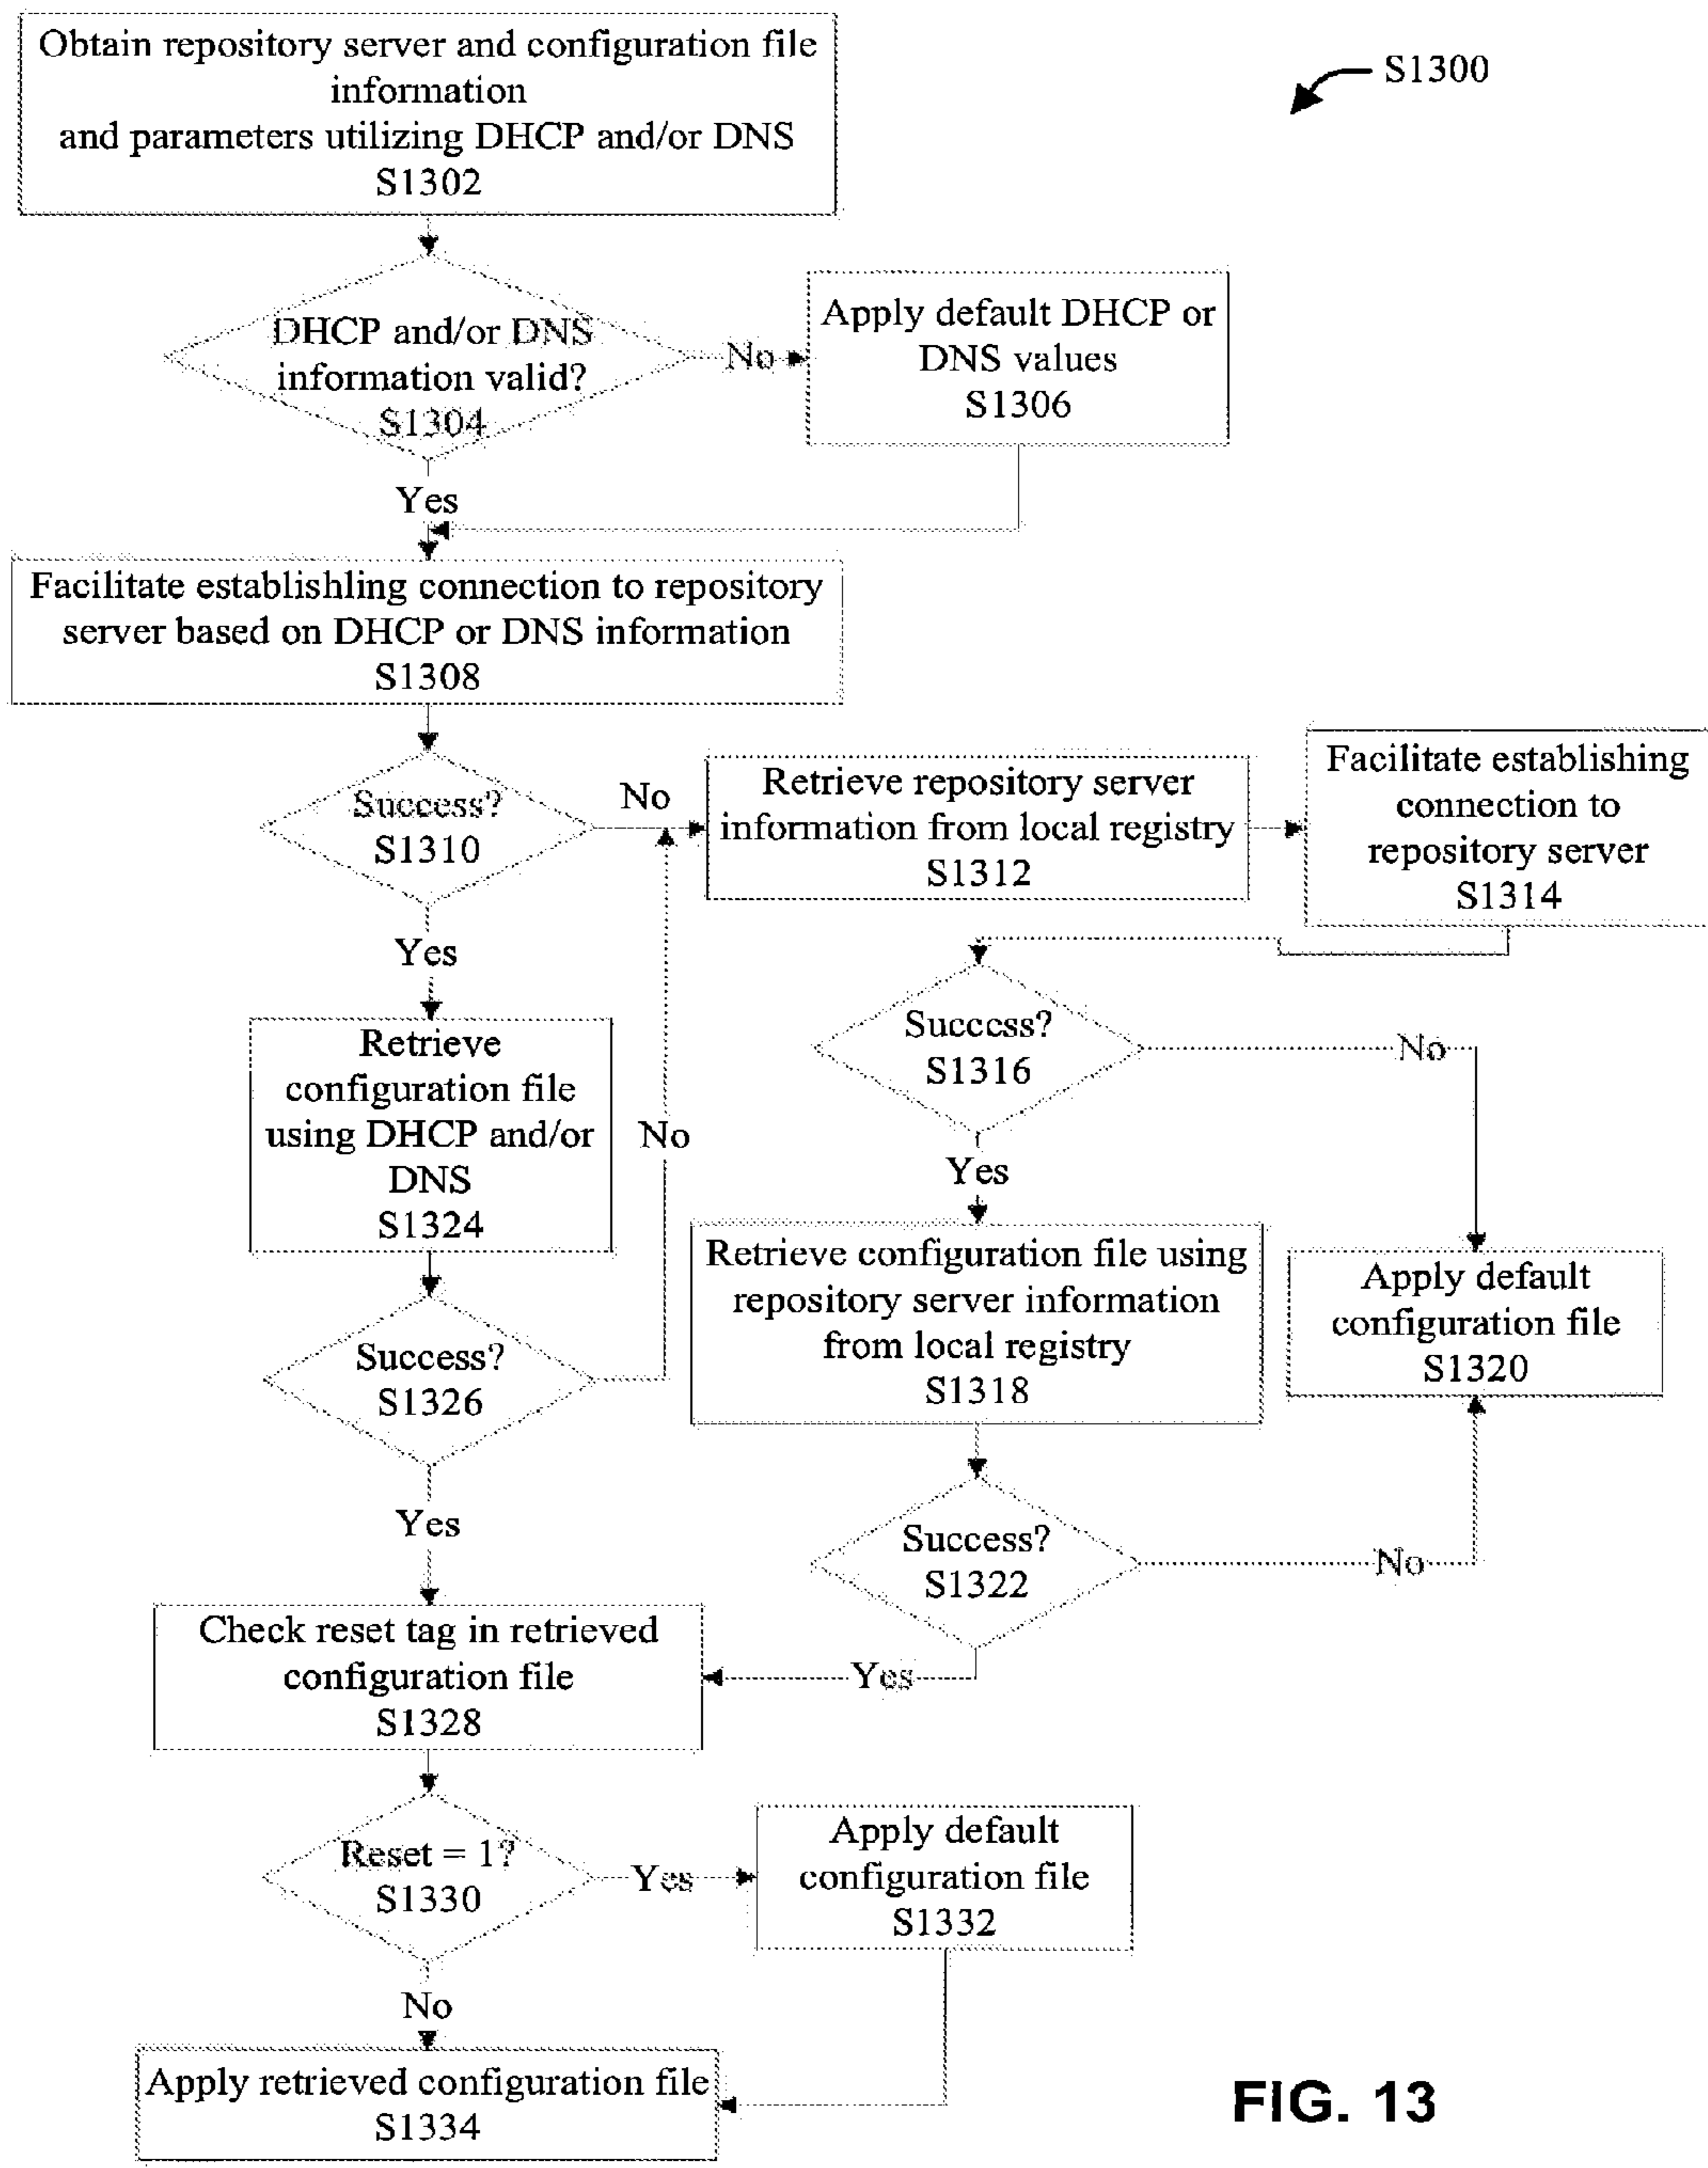 Obtain repository server and configuration file
information
and parameters utilizing DHCP and/or DNS
S1302
S1300
DHCP and/or DNS
information valid?
S1304
No
Apply default DHCP or
DNS values
S1306
Yes
Facilitate establishling connection to repository
server based on DHCP or DNS information
S1308
Success?
S1310
No
Retrieve repository server
information from local registry
S1312
Facilitate establishing
connection to
repository server
S1314
Yes
Success?
S1316
No
Retrieve
configuration file
using DHCP and/or
DNS
S1324
No
Yes
Retrieve configuration file using
repository server information
from local registry
S1318
Apply default
configuration file
S1320
Success?
S1326
Yes
Success?
S1322
No
Check reset tag in retrieved
configuration file
S1328
Yes
Reset = 1?
S1330
Yes
Apply default
configuration file
S1332
No
Apply retrieved configuration file
S1334
FIG. 13